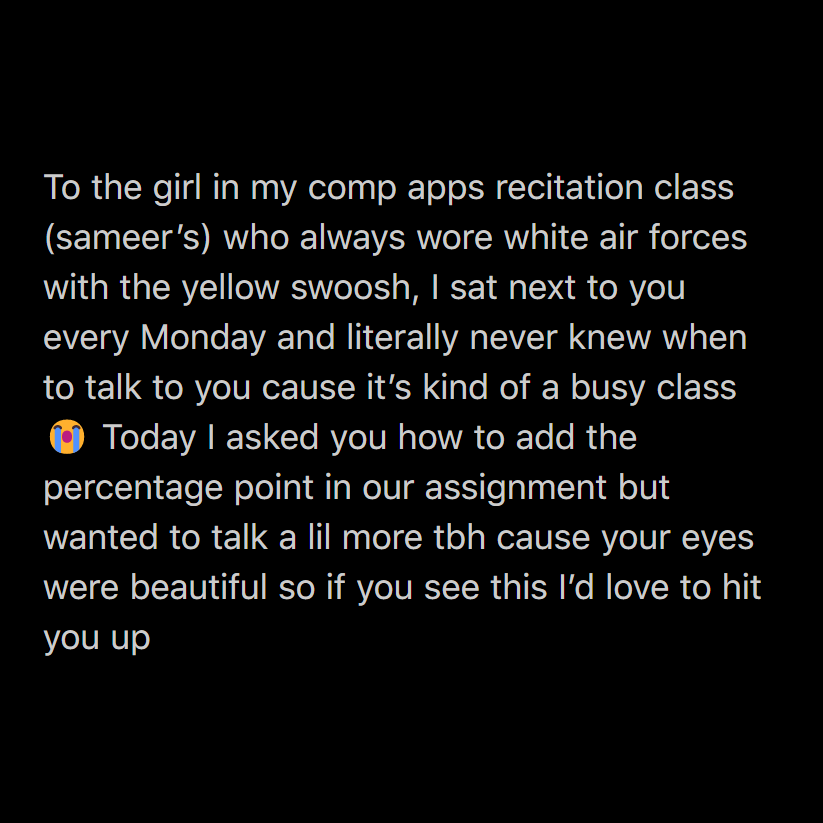 To the girl in my comp apps recitation class
(sameer’s) who always wore white air forces
with the yellow swoosh, I sat next to you
every Monday and literally never knew when
to talk to you cause it’s kind of a busy class
😭 Today I asked you how to add the
percentage point in our assignment but
wanted to talk a lil more tbh cause your eyes
were beautiful so if you see this I’d love to hit
you up